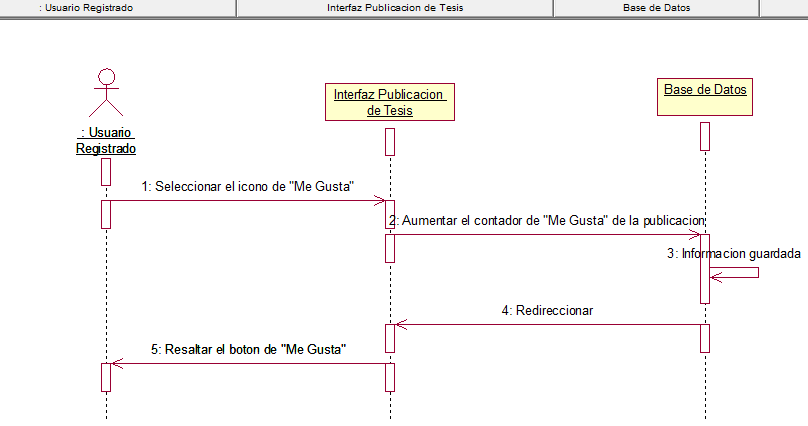 : Usuario Registrado
Interfaz Publicacion de Tesis
Base de Datos
: Usuario
Registrado
Interfaz Publicacion
de Tesis
Base de Datos
1: Seleccionar el icono de "Me Gusta"
2: Aumentar el contador de "Me Gusta" de la publicacion
3: Informacion guardada
4: Redireccionar
5: Resaltar el boton de "Me Gusta"